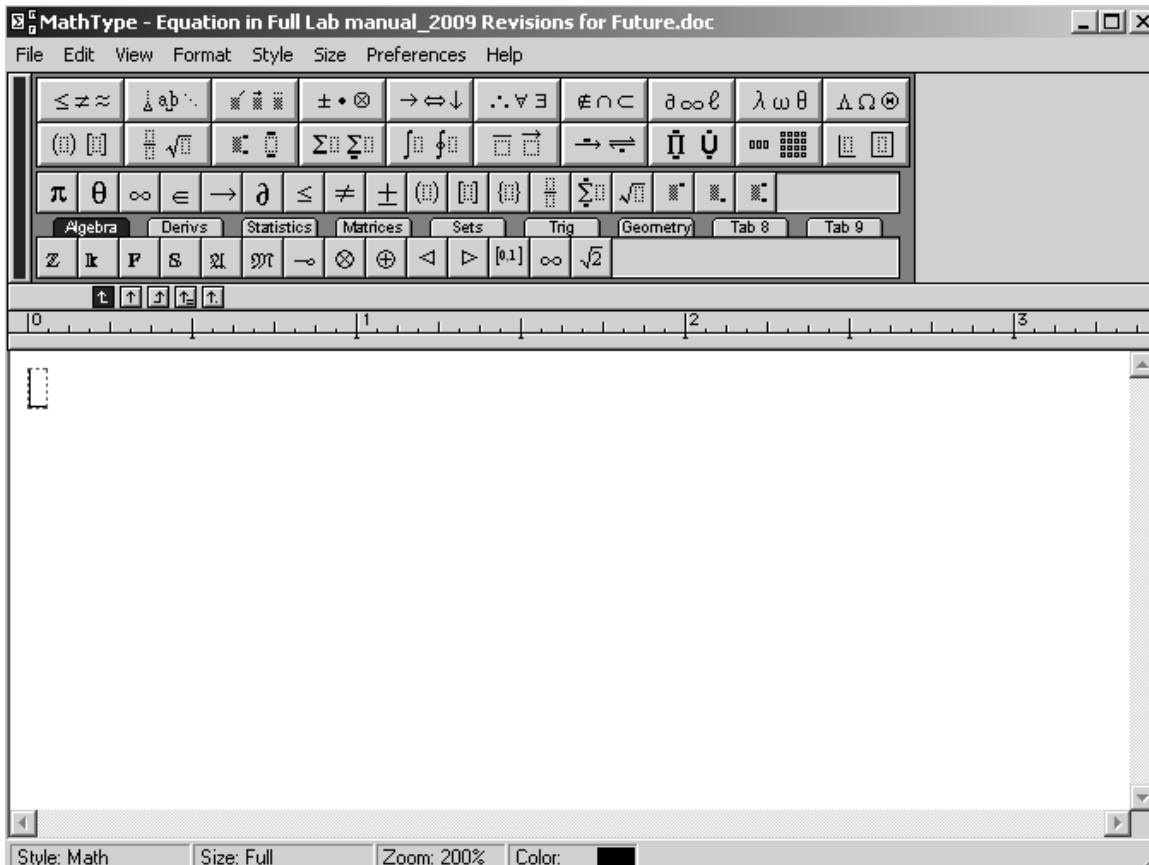 MathType - Equation in Full Lab manual_2009 Revisions for Future.doc
File Edit View Format Style Size Preferences Help
≤ ≠ ≈ ab ± • ⊗ → ⇔ ↓ ∴ ∀ ∃ ∉ ∩ ⊂ ∂ ∞ ℓ λ ω θ Λ Ω Θ
π θ ∞ ∈ → ∂ ≤ ≠ ±
Algebra Derivs Statistics Matrices Sets Trig Geometry Tab 8 Tab 9
ℤ 𝕜 F S 𝔄 𝔐 ⊸ ⊗ ⊕ ⊲ ⊳ [0,1] ∞ √2
0 1 2 3
Style: Math Size: Full Zoom: 200% Color: